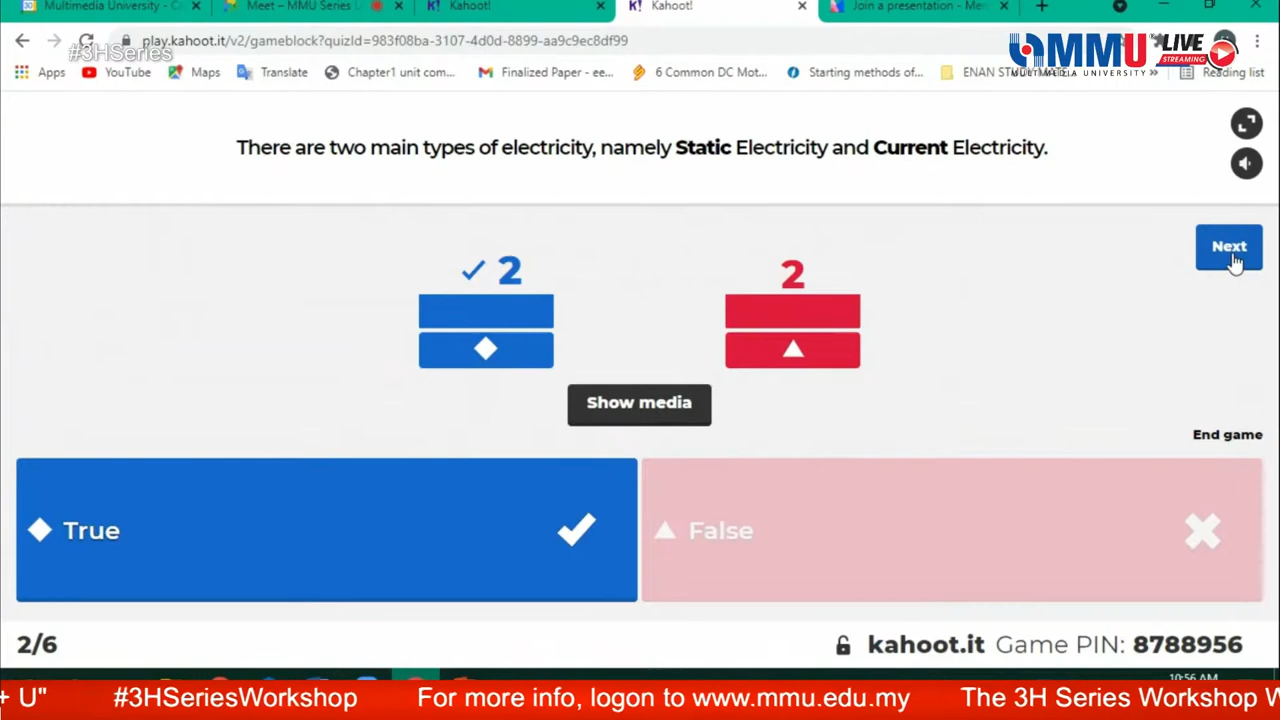 Multimedia University - C
Meet – MMU Series L
Kahoot!
Kahoot!
Join a presentation - Me
#3HSeries
play.kahoot.it/v2/gameblock?quizId=983f08ba-3107-4d0d-8899-aa9c9ec8df99
MMU LIVE
STREAMING
MULTIMEDIA UNIVERSITY
Apps
YouTube
Maps
Translate
Chapter1 unit com...
Finalized Paper - ee...
6 Common DC Mot...
Starting methods of...
ENAN STUDY MATE
Reading list
There are two main types of electricity, namely Static Electricity and Current Electricity.
Next
2
2
Show media
End game
True
False
2/6
kahoot.it Game PIN: 8788956
10:56 AM
+ U" #3HSeriesWorkshop For more info, logon to www.mmu.edu.my The 3H Series Workshop W